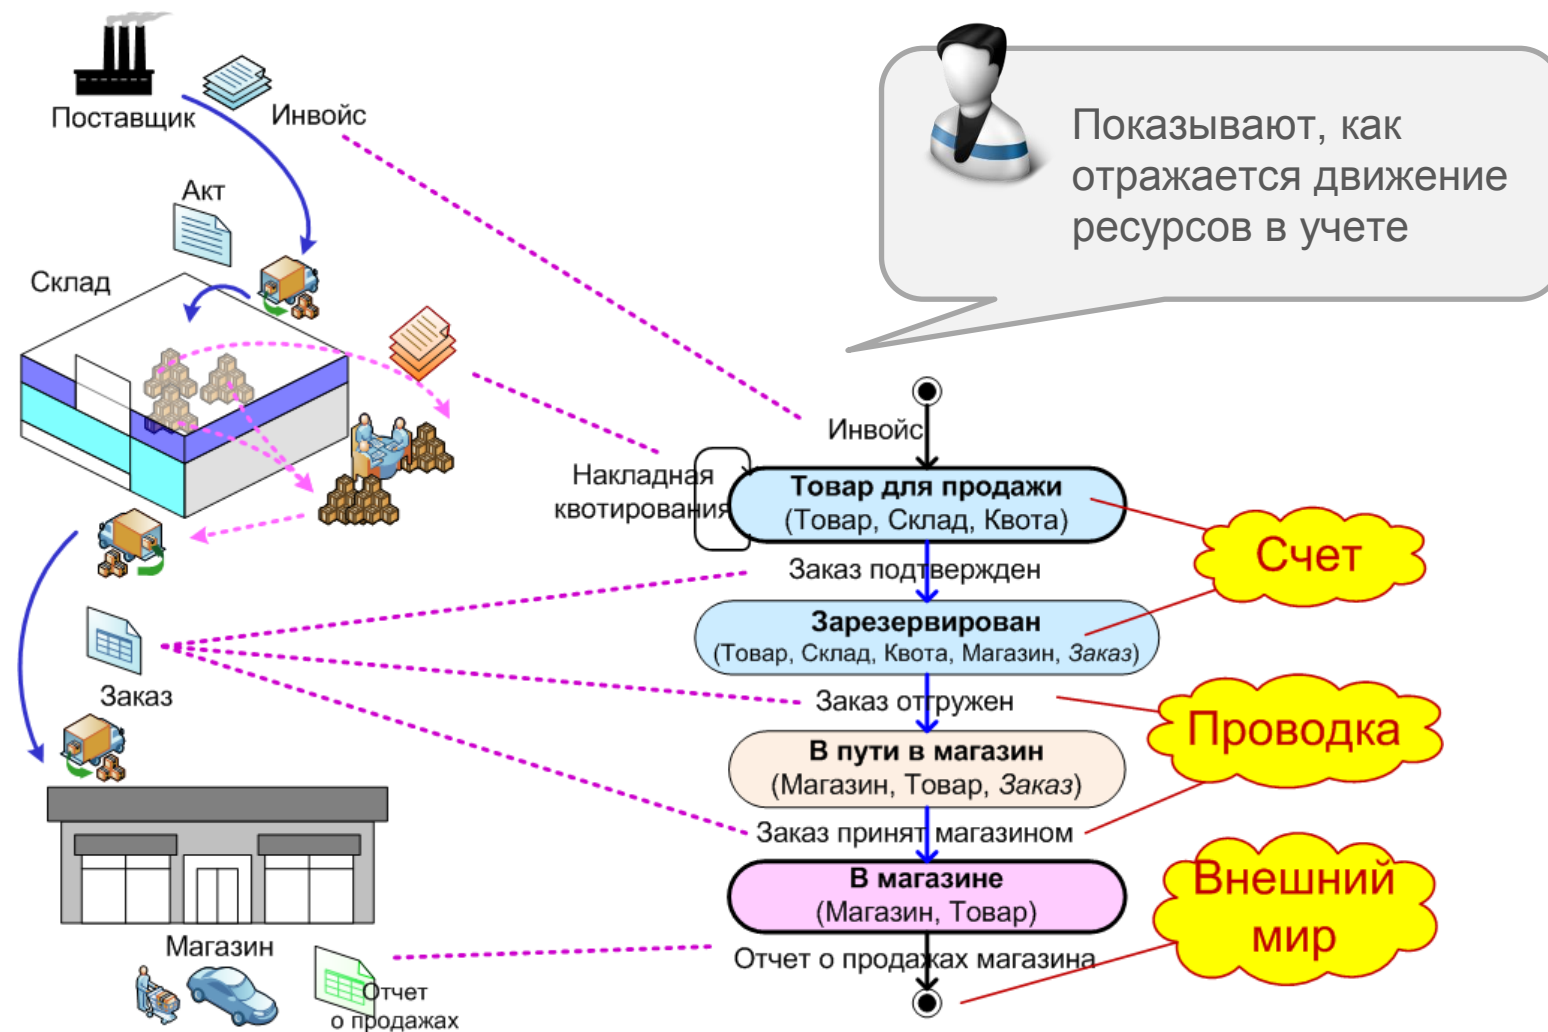 Поставщик
Инвойс
Акт
Склад
Заказ
Магазин
Отчет
о продажах
Показывают, как
отражается движение
ресурсов в учете
Инвойс
Накладная
квотирования
Товар для продажи
(Товар, Склад, Квота)
Заказ подтвержден
Зарезервирован
(Товар, Склад, Квота, Магазин, Заказ)
Заказ отгружен
В пути в магазин
(Магазин, Товар, Заказ)
Заказ принят магазином
В магазине
(Магазин, Товар)
Отчет о продажах магазина
Счет
Проводка
Внешний
мир